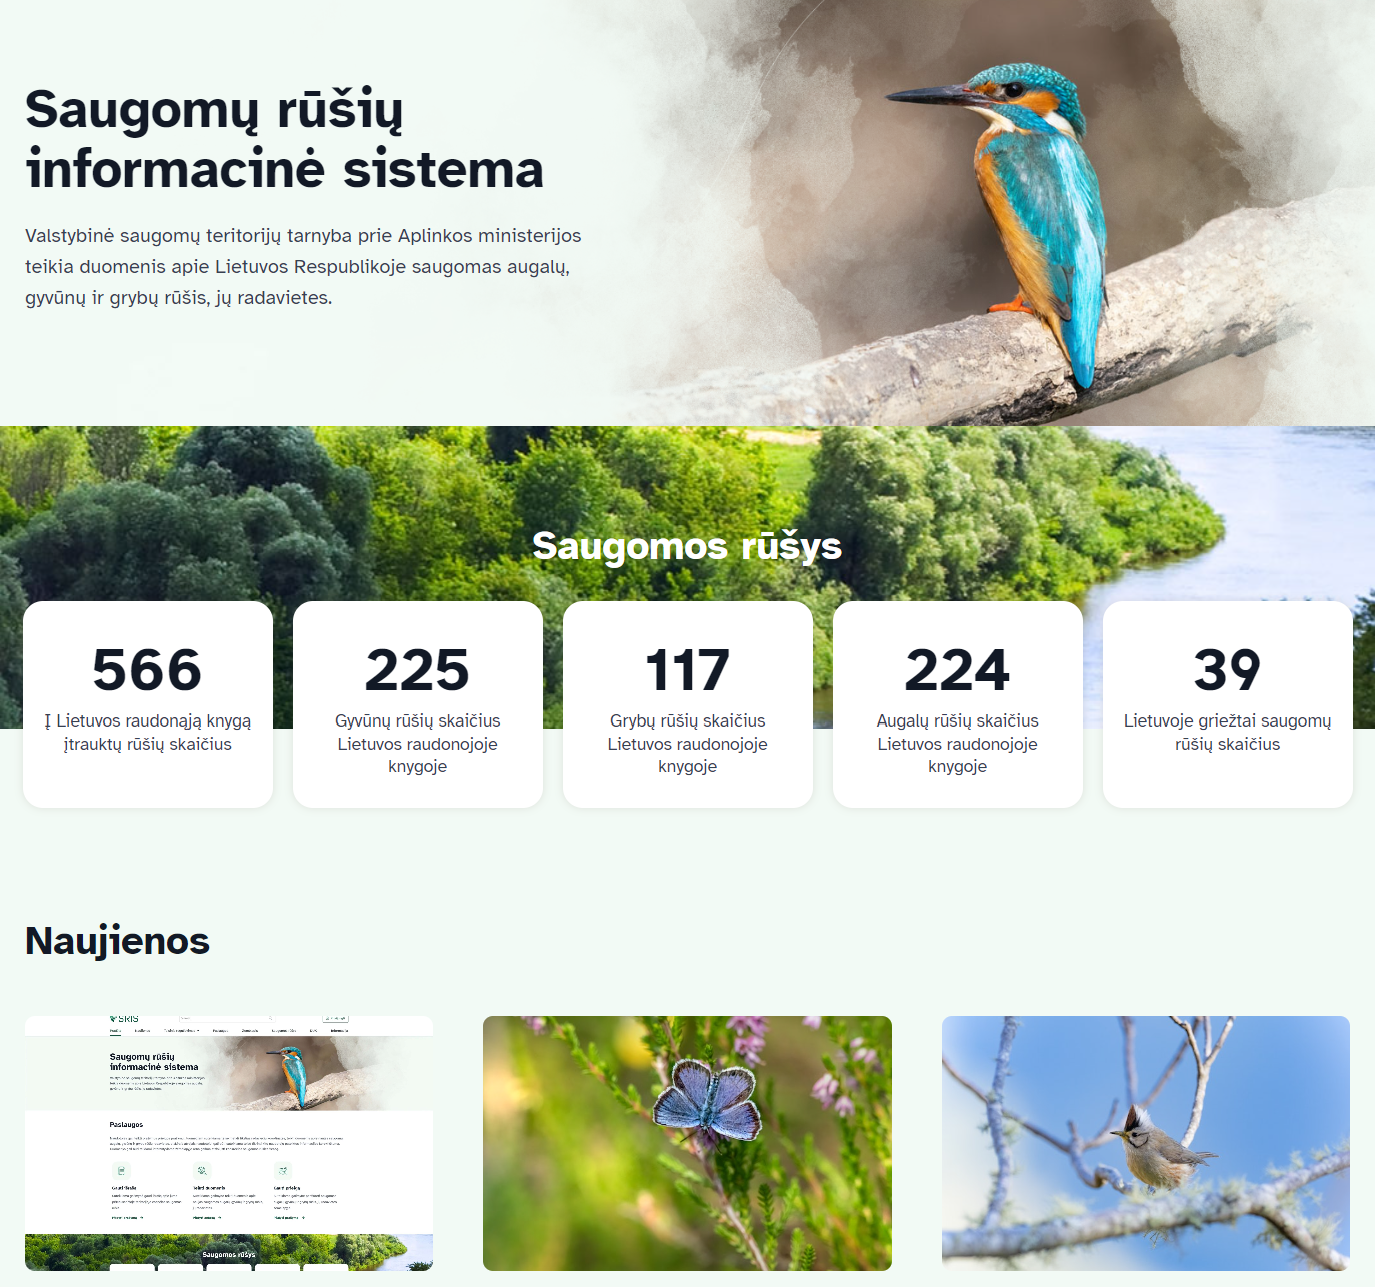 Saugomų rūšių
informacinė sistema
Valstybinė saugomų teritorijų tarnyba prie Aplinkos ministerijos
teikia duomenis apie Lietuvos Respublikoje saugomas augalų,
gyvūnų ir grybų rūšis, jų radavietes.
Saugomos rūšys
566
Į Lietuvos raudonąją knygą
įtrauktų rūšių skaičius
225
Gyvūnų rūšių skaičius
Lietuvos raudonojoje
knygoje
117
Grybų rūšių skaičius
Lietuvos raudonojoje
knygoje
224
Augalų rūšių skaičius
Lietuvos raudonojoje
knygoje
39
Lietuvoje griežtai saugomų
rūšių skaičius
Naujienos
SRIS
Saugomų rūšių
informacinė sistema
Paslaugos
Saugomos rūšys